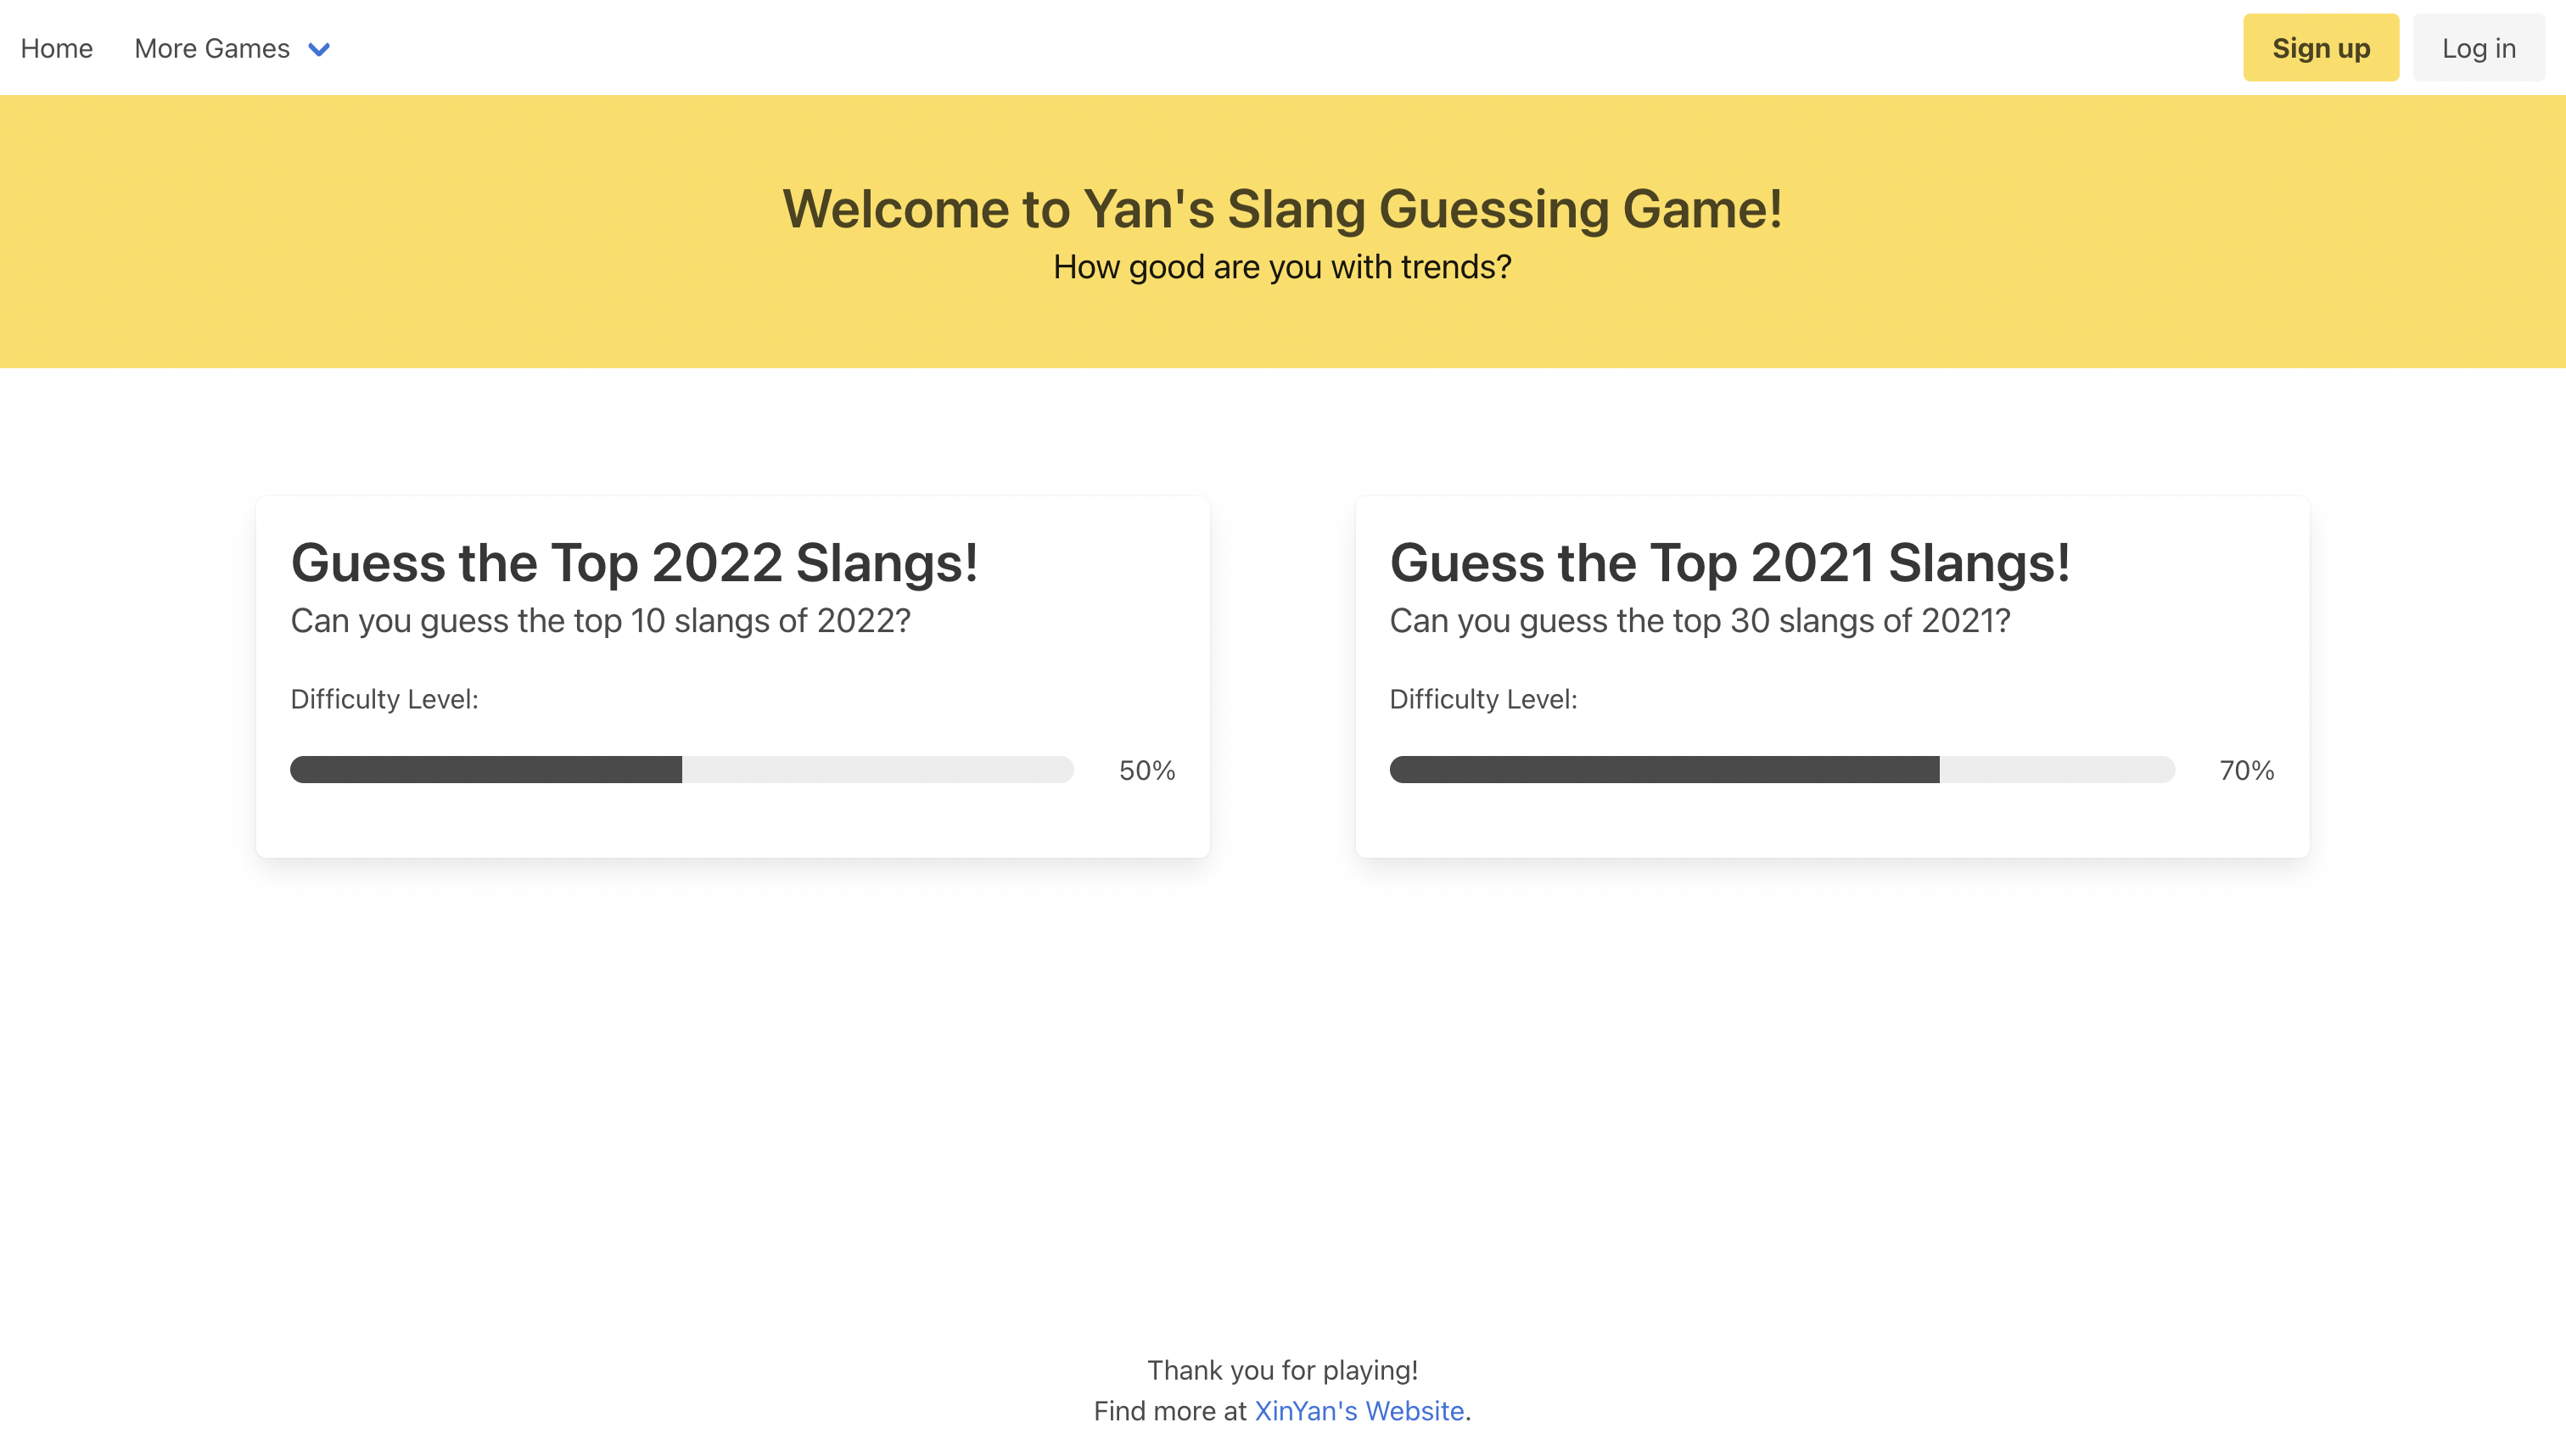 Home More Games Sign up Log in
Welcome to Yan's Slang Guessing Game!
How good are you with trends?
Guess the Top 2022 Slangs!
Can you guess the top 10 slangs of 2022?
Difficulty Level:
50%
Guess the Top 2021 Slangs!
Can you guess the top 30 slangs of 2021?
Difficulty Level:
70%
Thank you for playing!
Find more at XinYan's Website.